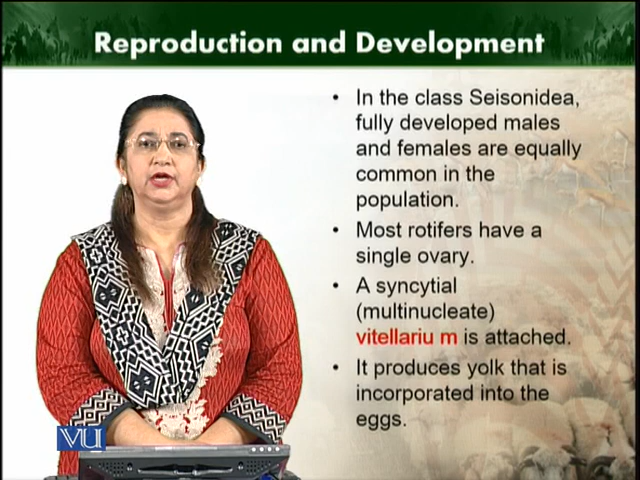 Reproduction and Development
• In the class Seisonidea,
fully developed males
and females are equally
common in the
population.
• Most rotifers have a
single ovary.
• A syncytial
(multinucleate)
vitellariu m is attached.
• It produces yolk that is
incorporated into the
eggs.
VU